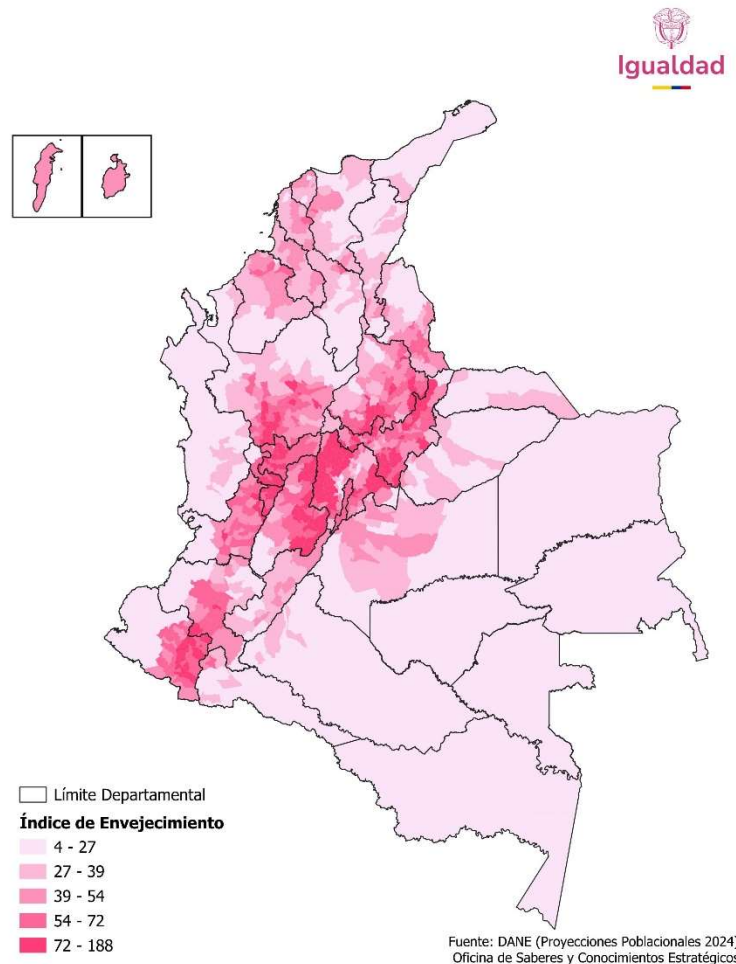 Igualdad
Límite Departamental
Índice de Envejecimiento
4 - 27
27 - 39
39 - 54
54 - 72
72 - 188
Fuente: DANE (Proyecciones Poblacionales 2024)
Oficina de Saberes y Conocimientos Estratégicos